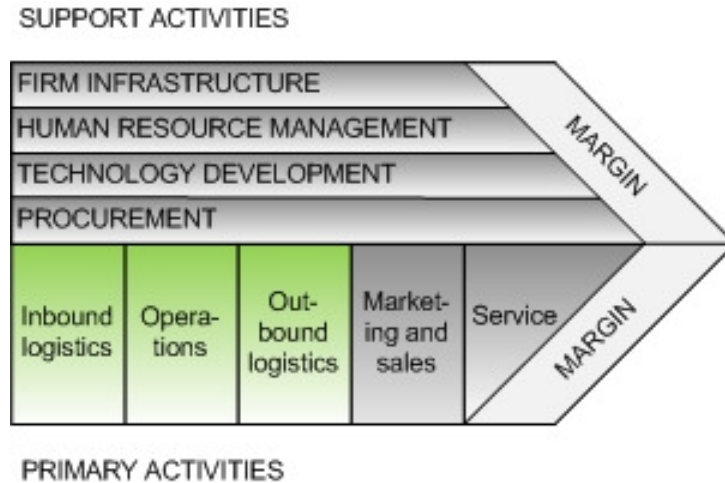 SUPPORT ACTIVITIES
FIRM INFRASTRUCTURE
HUMAN RESOURCE MANAGEMENT
TECHNOLOGY DEVELOPMENT
PROCUREMENT
MARGIN
Inbound
logistics
Opera-
tions
Out-
bound
logistics
Market-
ing and
sales
Service
MARGIN
PRIMARY ACTIVITIES